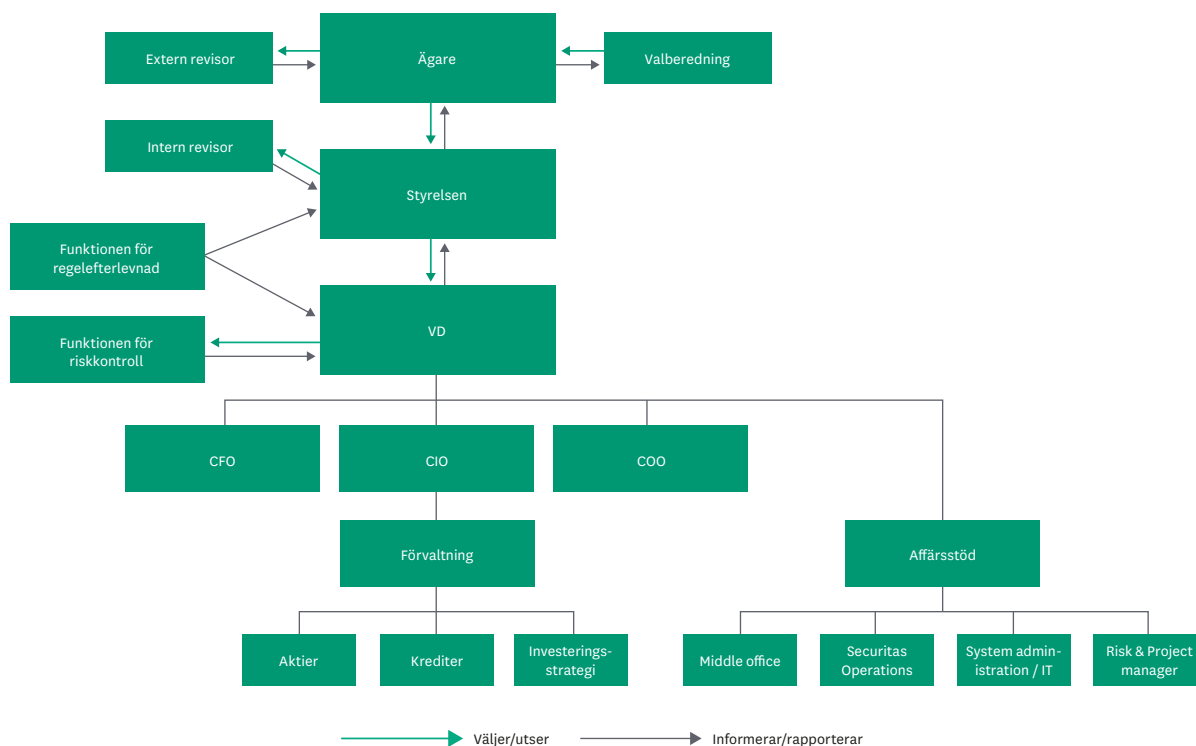 Extern revisor
Ägare
Valberedning
Intern revisor
Styrelsen
Funktionen för
regelefterlevnad
VD
Funktionen för
riskkontroll
CFO
CIO
COO
Förvaltning
Affärsstöd
Aktier
Krediter
Investerings-
strategi
Middle office
Securitas
Operations
System admin-
istration / IT
Risk & Project
manager
Väljer/utser
Informerar/rapporterar